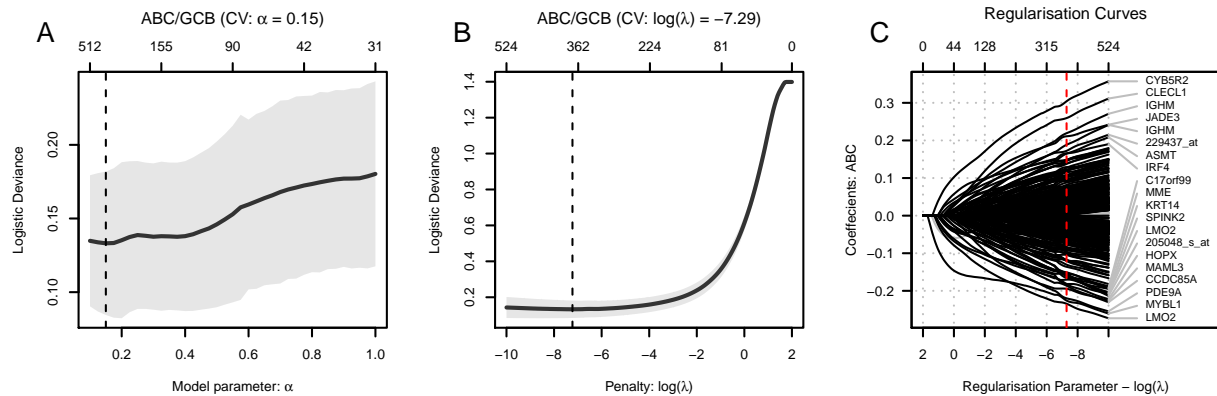 A
ABC/GCB (CV: α = 0.15)
512 155 90 42 31
Logistic Deviance
0.20
0.15
0.10
0.2 0.4 0.6 0.8 1.0
Model parameter: α
B
ABC/GCB (CV: log(λ) = −7.29)
524 362 224 81 0
Logistic Deviance
1.4
1.2
1.0
0.8
0.6
0.4
0.2
−10 −8 −6 −4 −2 0 2
Penalty: log(λ)
C
Regularisation Curves
0 44 128 315 524
Coeffecients: ABC
0.3
0.2
0.1
0.0
−0.1
−0.2
2 0 −2 −4 −6 −8
Regularisation Parameter − log(λ)
CYB5R2
CLECL1
IGHM
JADE3
IGHM
229437_at
ASMT
IRF4
C17orf99
MME
KRT14
SPINK2
LMO2
205048_s_at
HOPX
MAML3
CCDC85A
PDE9A
MYBL1
LMO2